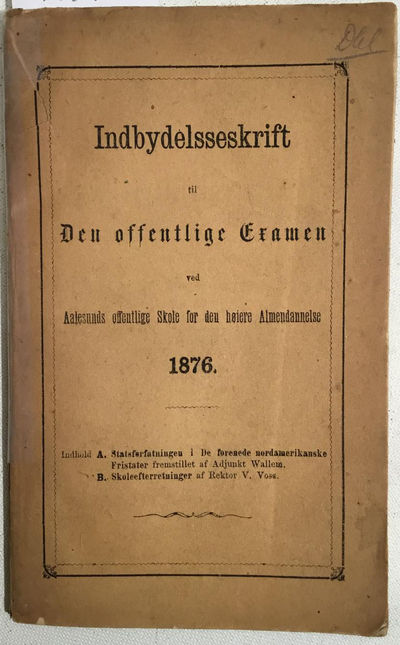 Indbydelsseskrift
til
Den offentlige Examen
ved
Aalesunds offentlige Skole for den høiere Almendannelse
1876.
Indhold A. Statsforfatningen i De forenede nordamerikanske
Fristater fremstillet af Adjunkt Wallem.
B. Skoleefterretninger af Rektor V. Voss.